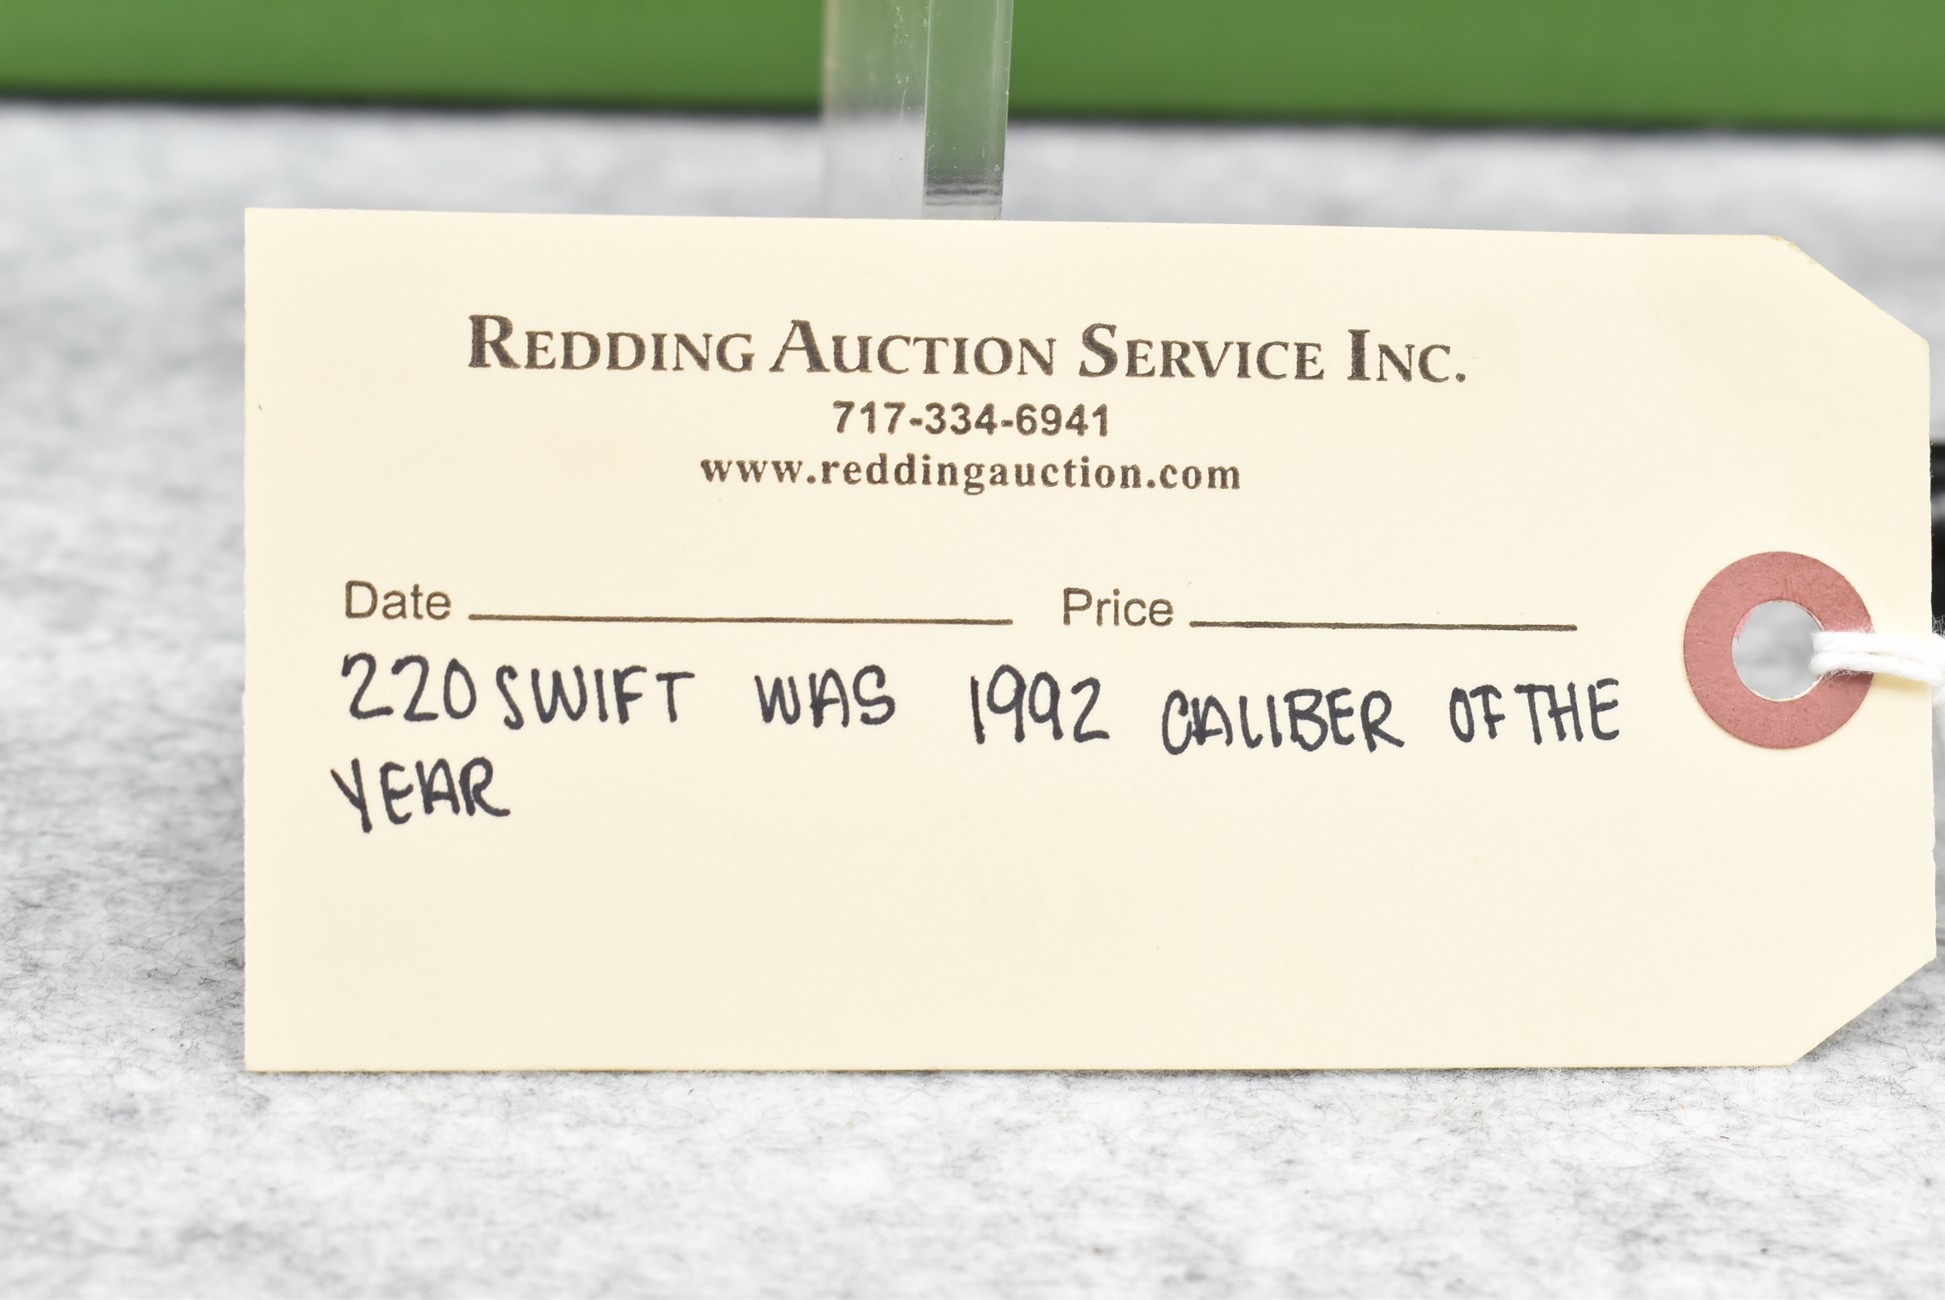 REDDING AUCTION SERVICE INC.
717-334-6941
www.reddingauction.com
Date Price
220 SWIFT WAS 1992 CALIBER OF THE
YEAR